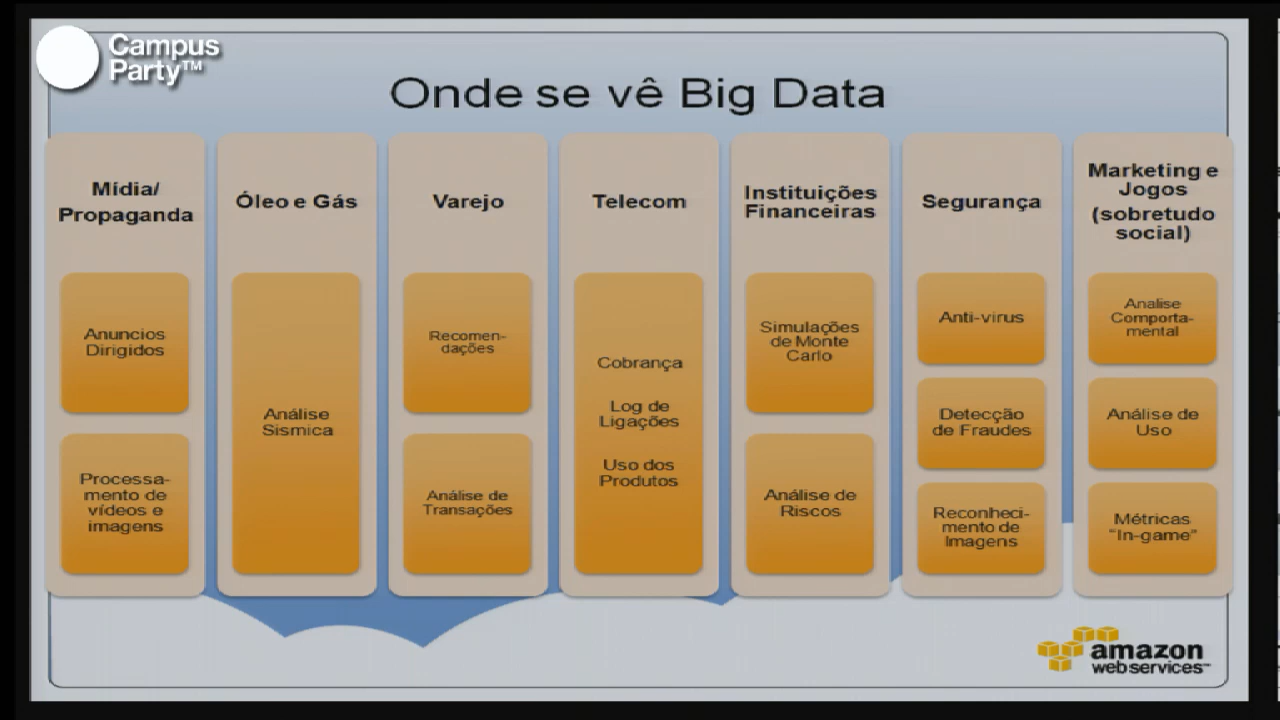 Campus
Party™
Onde se vê Big Data
Mídia/
Propaganda
Anuncios
Dirigidos
Processa-
mento de
vídeos e
imagens
Óleo e Gás
Análise
Sismica
Varejo
Recomen-
dações
Análise de
Transações
Telecom
Cobrança
Log de
Ligações
Uso dos
Produtos
Instituições
Financeiras
Simulações
de Monte
Carlo
Análise de
Riscos
Segurança
Anti-virus
Detecção
de Fraudes
Reconheci-
mento de
Imagens
Marketing e
Jogos
(sobretudo
social)
Analise
Comporta-
mental
Análise de
Uso
Métricas
"In-game"
amazon
webservices™